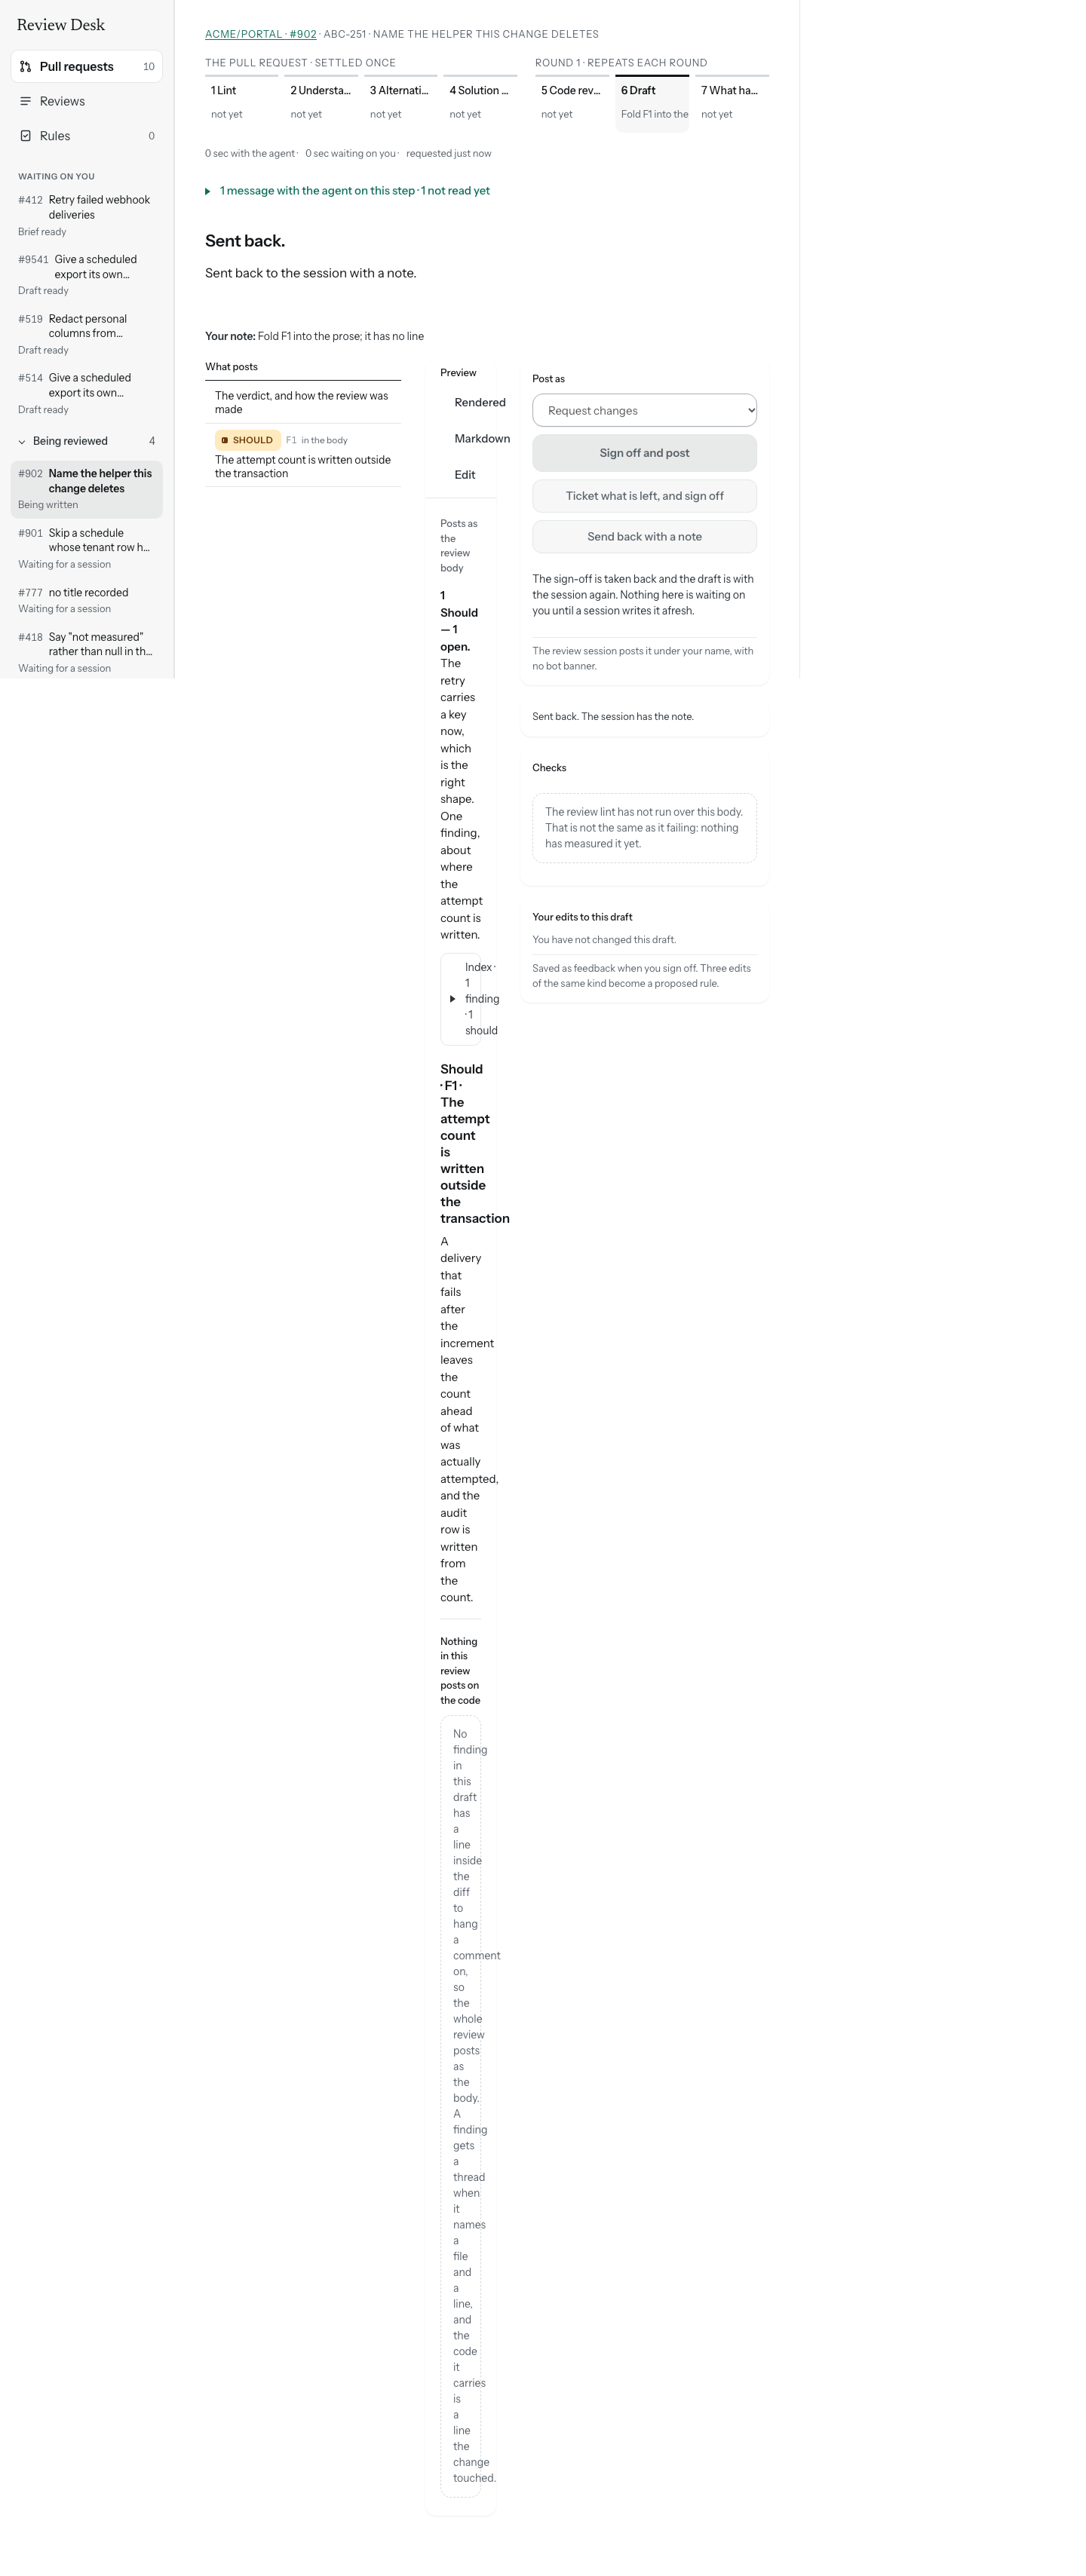 Review Desk
Pull requests 10
Reviews
Rules 0
WAITING ON YOU
#412 Retry failed webhook
deliveries
Brief ready
#9541 Give a scheduled
export its own...
Draft ready
#519 Redact personal
columns from...
Draft ready
#514 Give a scheduled
export its own...
Draft ready
Being reviewed 4
#902 Name the helper this
change deletes
Being written
#901 Skip a schedule
whose tenant row h...
Waiting for a session
#777 no title recorded
Waiting for a session
#418 Say "not measured"
rather than null in th...
Waiting for a session
ACME/PORTAL · #902 · ABC-251 · NAME THE HELPER THIS CHANGE DELETES
THE PULL REQUEST · SETTLED ONCE
1 Lint
not yet
2 Understa...
not yet
3 Alternati...
not yet
4 Solution ...
not yet
ROUND 1 · REPEATS EACH ROUND
5 Code rev...
not yet
6 Draft
Fold F1 into the
7 What ha...
not yet
0 sec with the agent · 0 sec waiting on you · requested just now
1 message with the agent on this step · 1 not read yet
Sent back.
Sent back to the session with a note.
Your note: Fold F1 into the prose; it has no line
What posts
The verdict, and how the review was
made
SHOULD F1 in the body
The attempt count is written outside
the transaction
Preview
Rendered
Markdown
Edit
Posts as
the
review
body
1
Should
— 1
open.
The
retry
carries
a key
now,
which
is the
right
shape.
One
finding,
about
where
the
attempt
count is
written.
Index ·
1
finding
· 1
should
Should
· F1 ·
The
attempt
count
is
written
outside
the
transaction
A
delivery
that
fails
after
the
increment
leaves
the
count
ahead
of what
was
actually
attempted,
and the
audit
row is
written
from
the
count.
Nothing
in this
review
posts on
the code
No
finding
in
this
draft
has
a
line
inside
the
diff
to
hang
a
comment
on,
so
the
whole
review
posts
as
the
body.
A
finding
gets
a
thread
when
it
names
a
file
and
a
line,
and
the
code
it
carries
is
a
line
the
change
touched.
Post as
Request changes
Sign off and post
Ticket what is left, and sign off
Send back with a note
The sign-off is taken back and the draft is with
the session again. Nothing here is waiting on
you until a session writes it afresh.
The review session posts it under your name, with
no bot banner.
Sent back. The session has the note.
Checks
The review lint has not run over this body.
That is not the same as it failing: nothing
has measured it yet.
Your edits to this draft
You have not changed this draft.
Saved as feedback when you sign off. Three edits
of the same kind become a proposed rule.